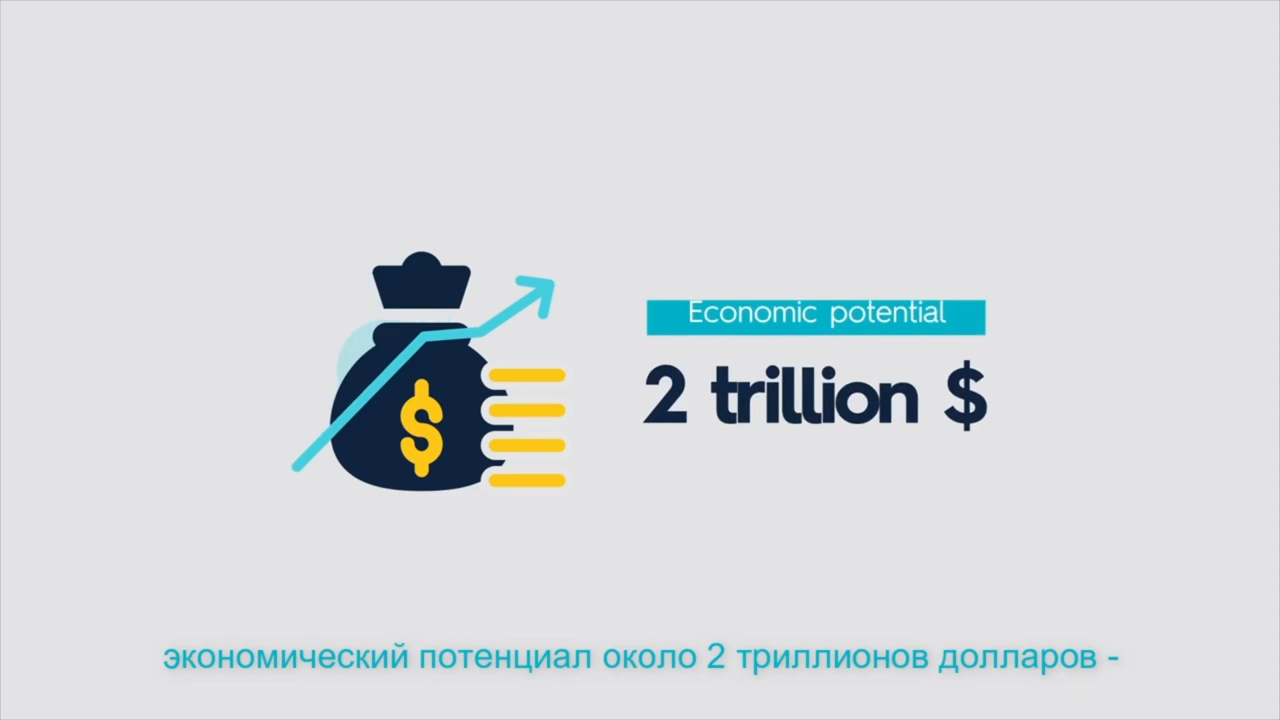 Economic potential
2 trillion $
$
экономический потенциал около 2 триллионов долларов -